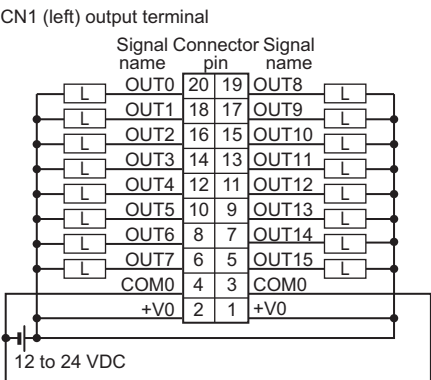 CN1 (left) output terminal
Signal Connector Signal
name pin name
L OUT0 20 19 OUT8 L
L OUT1 18 17 OUT9 L
L OUT2 16 15 OUT10 L
L OUT3 14 13 OUT11 L
L OUT4 12 11 OUT12 L
L OUT5 10 9 OUT13 L
L OUT6 8 7 OUT14 L
L OUT7 6 5 OUT15 L
COM0 4 3 COM0
+V0 2 1 +V0
12 to 24 VDC